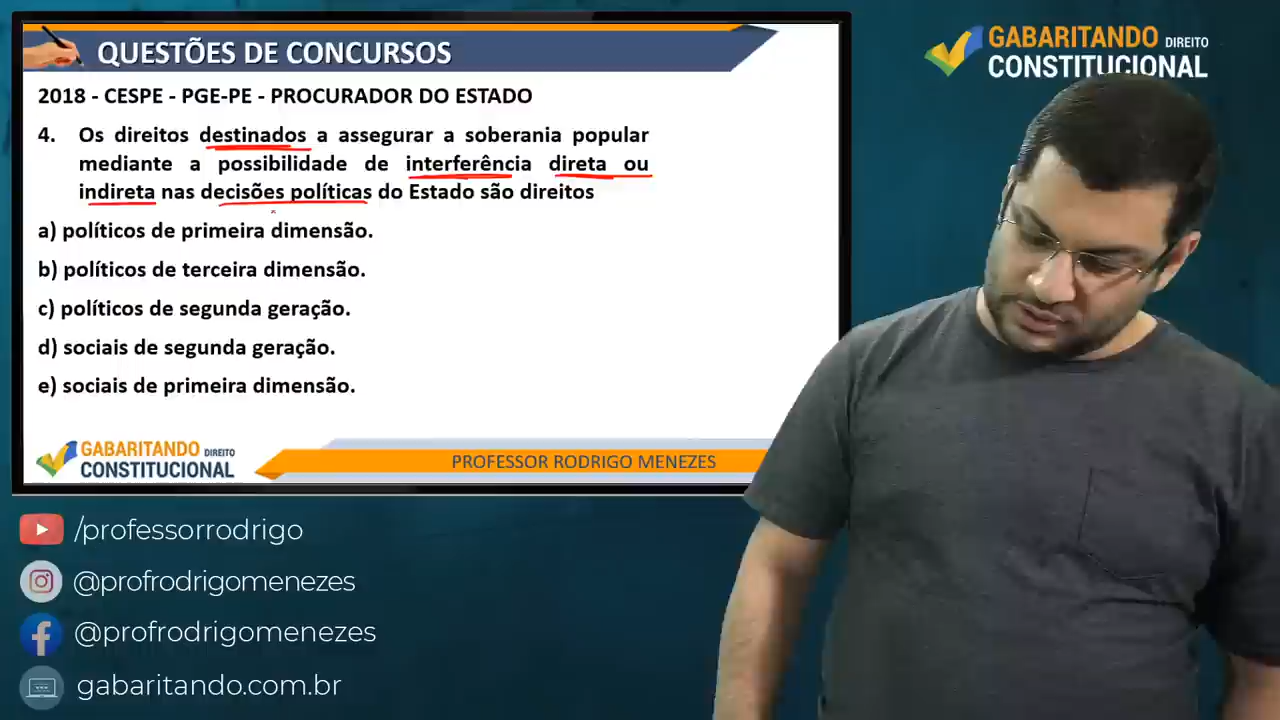 QUESTÕES DE CONCURSOS
2018 - CESPE - PGE-PE - PROCURADOR DO ESTADO
4. Os direitos destinados a assegurar a soberania popular
mediante a possibilidade de interferência direta ou
indireta nas decisões políticas do Estado são direitos
a) políticos de primeira dimensão.
b) políticos de terceira dimensão.
c) políticos de segunda geração.
d) sociais de segunda geração.
e) sociais de primeira dimensão.
GABARITANDO DIREITO
CONSTITUCIONAL
PROFESSOR RODRIGO MENEZES
GABARITANDO DIREITO
CONSTITUCIONAL
/professorrodrigo
@profrodrigomenezes
@profrodrigomenezes
gabaritando.com.br